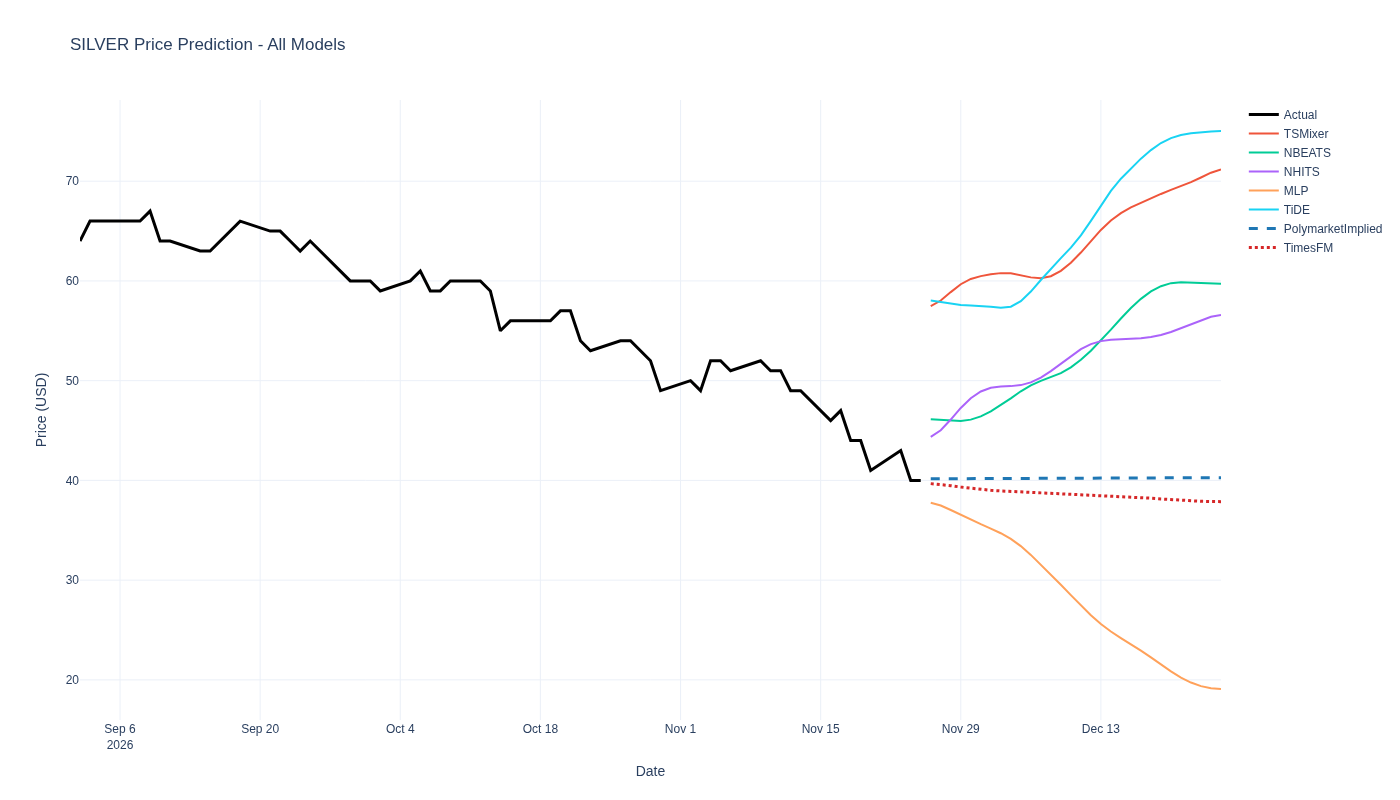 SILVER Price Prediction - All Models
Actual
TSMixer
NBEATS
NHITS
MLP
TiDE
PolymarketImplied
TimesFM
Price (USD)
70
60
50
40
30
20
Sep 6
2026
Sep 20
Oct 4
Oct 18
Nov 1
Nov 15
Nov 29
Dec 13
Date